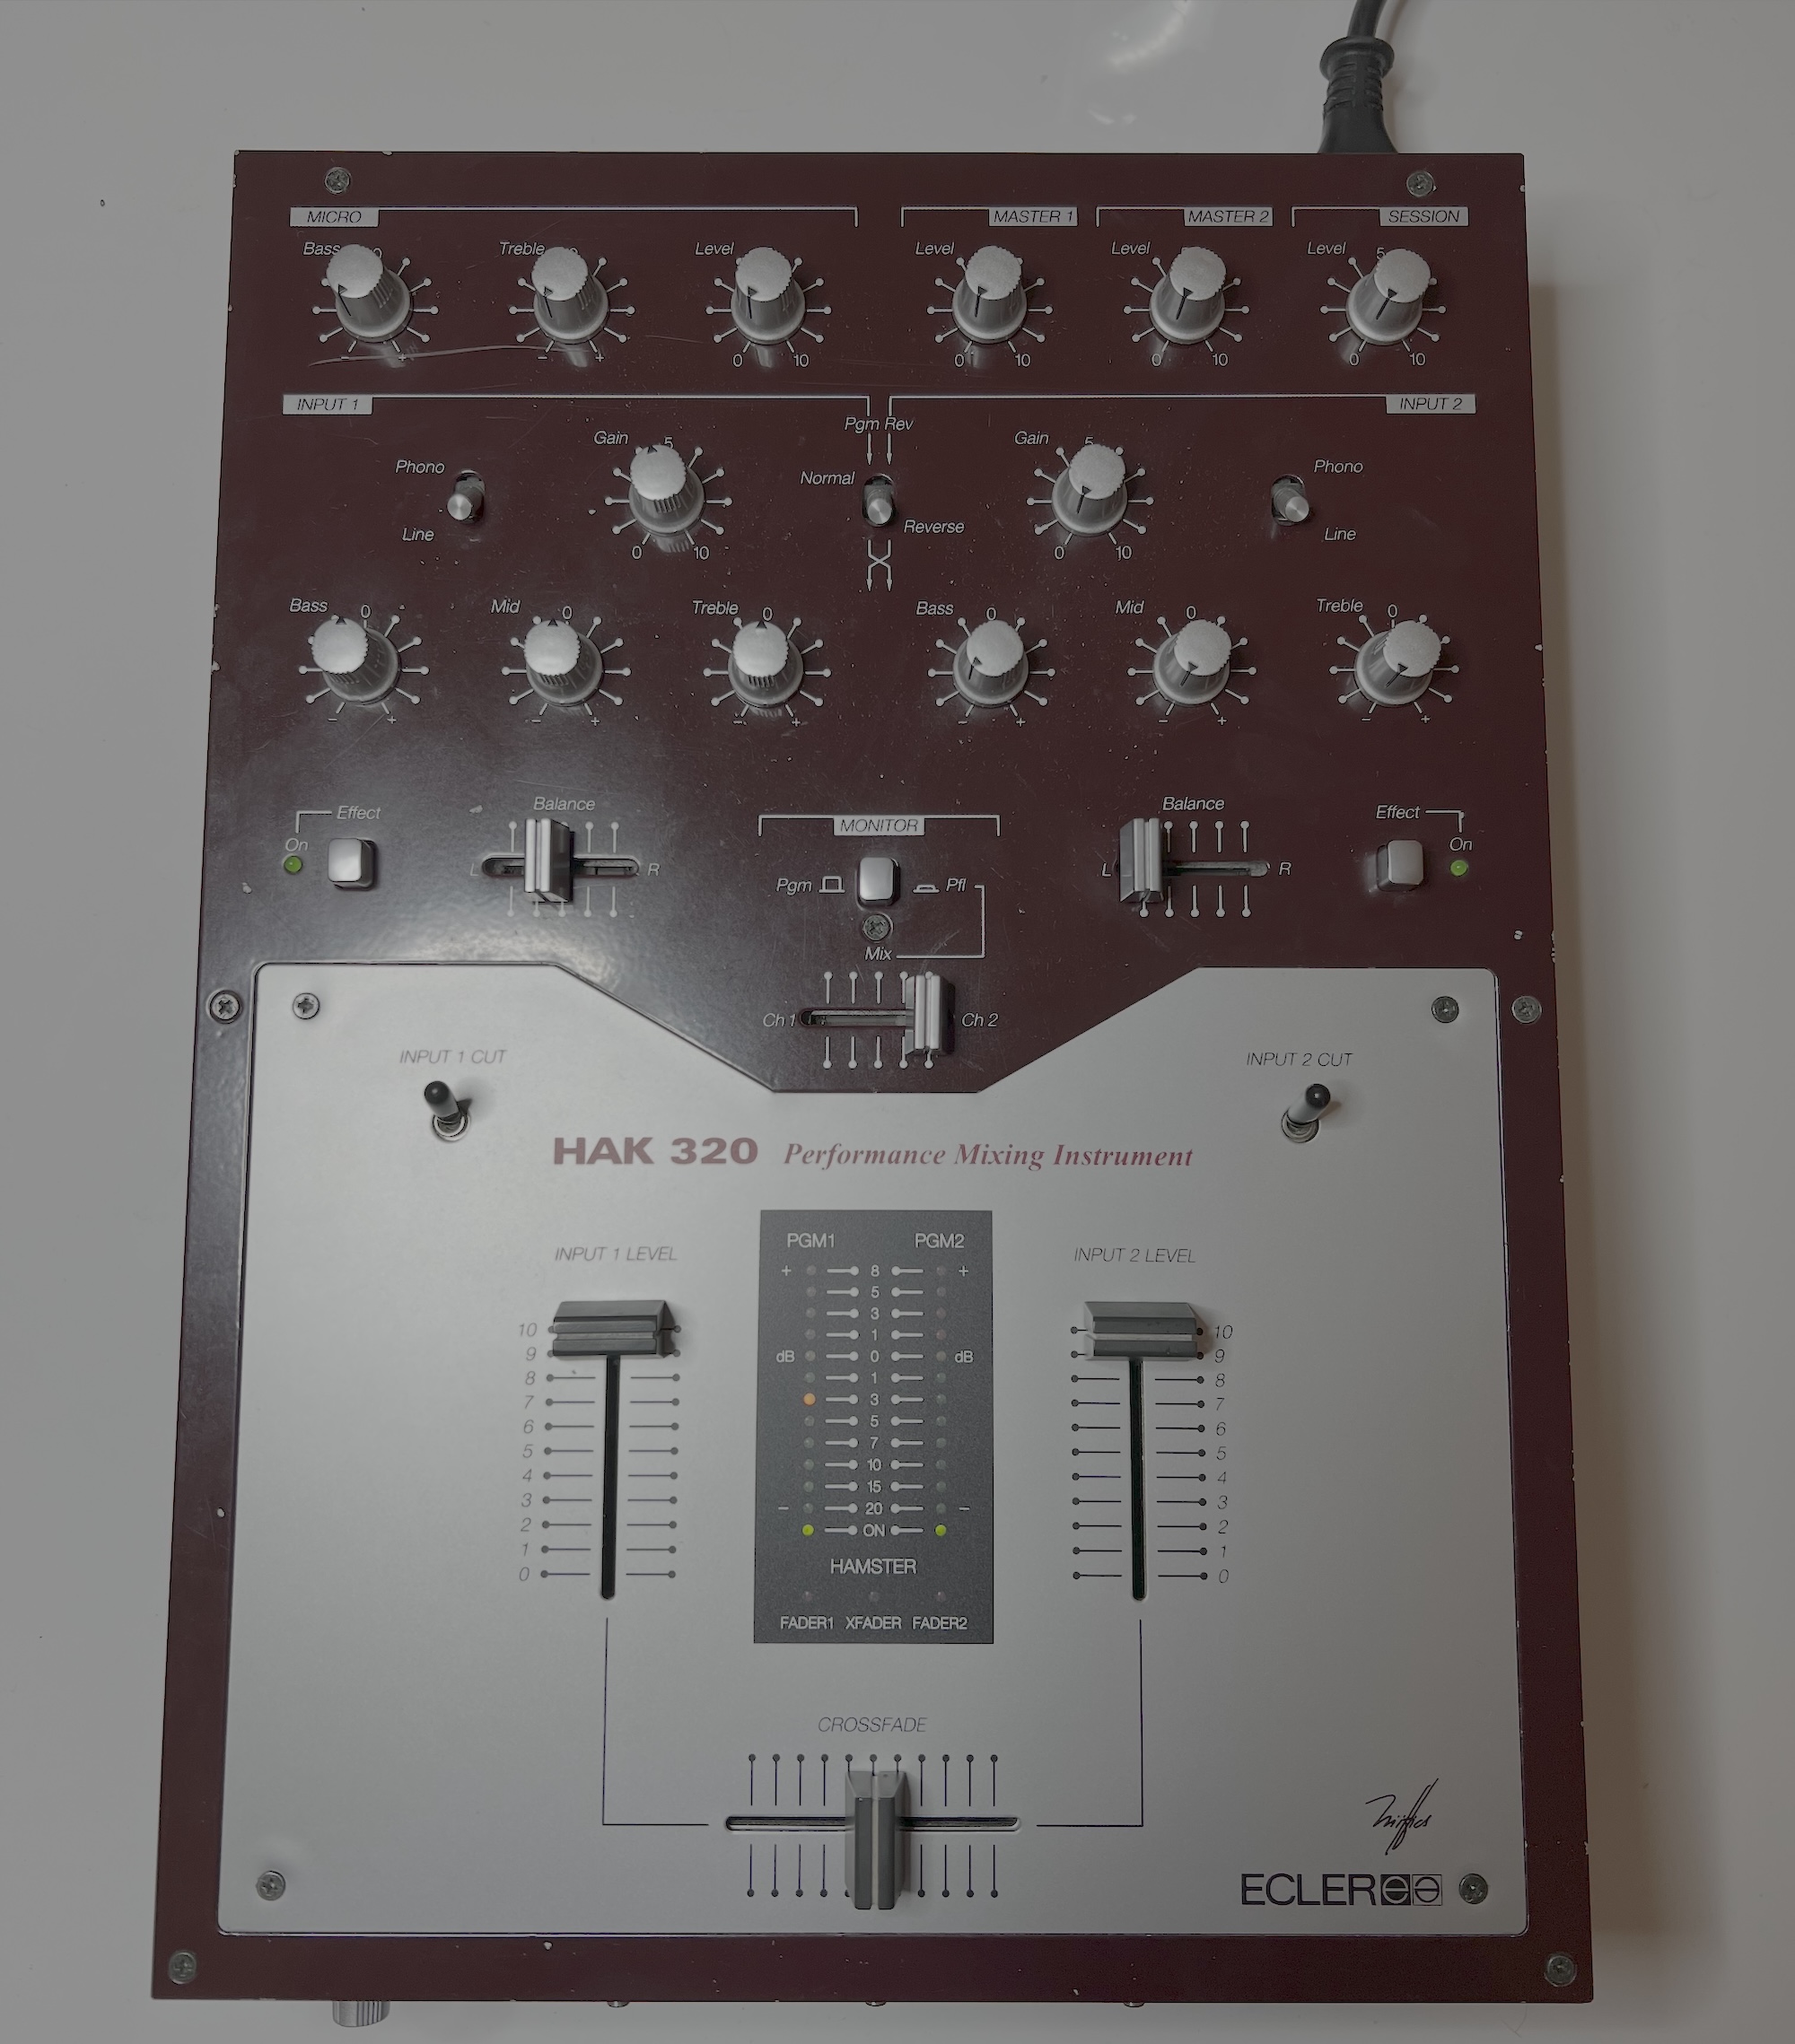 MICRO MASTER 1 MASTER 2 SESSION
Bass Treble Level Level Level Level
0 5 5
- + - + 0 10 0 10 0 10 0 10
INPUT 1 INPUT 2
Pgm Rev
Gain 5 Gain 5
Phono Normal Phono
Line Reverse Line
0 10 0 10
Bass 0 Mid 0 Treble 0 Bass 0 Mid 0 Treble 0
- + - + - + - + - + - +
Effect Balance MONITOR Balance Effect
On L R Pgm Pfl L R On
Mix
Ch 1 Ch 2
INPUT 1 CUT INPUT 2 CUT
HAK 320 Performance Mixing Instrument
INPUT 1 LEVEL PGM1 PGM2 INPUT 2 LEVEL
+ 8 +
5
3
10 1 10
9 dB 0 dB 9
8 1 8
7 3 7
6 5 6
5 7 5
4 10 4
3 15 3
2 - 20 - 2
1 ON 1
0 HAMSTER 0
FADER1 XFADER FADER2
CROSSFADE
ECLER